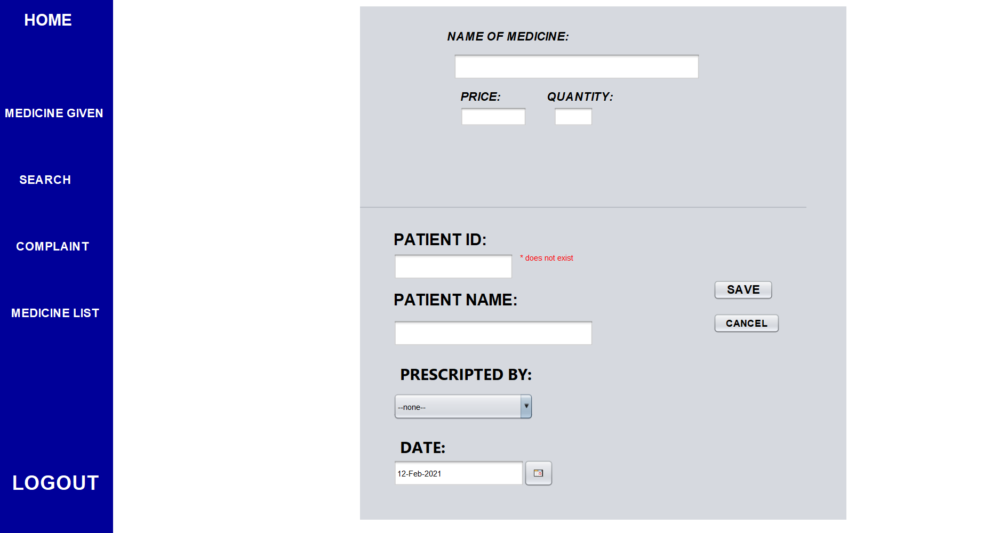 HOME
MEDICINE GIVEN
SEARCH
COMPLAINT
MEDICINE LIST
LOGOUT
NAME OF MEDICINE:
PRICE: QUANTITY:
PATIENT ID:
* does not exist
PATIENT NAME:
PRESCRIPTED BY:
--none--
DATE:
12-Feb-2021
SAVE
CANCEL